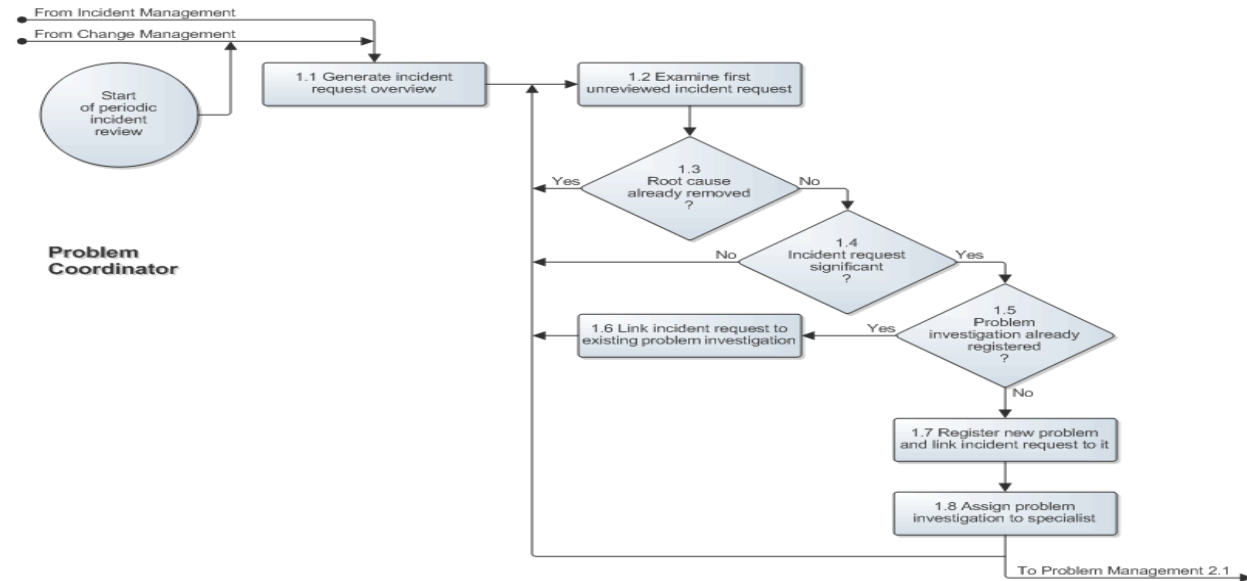 From Incident Management
From Change Management
Start
of periodic
incident
review
1.1 Generate incident
request overview
1.2 Examine first
unreviewed incident request
1.3
Root cause
already removed
?
Yes
No
Problem
Coordinator
1.4
Incident request
significant
?
No
Yes
1.5
Problem
investigation already
registered
?
Yes
No
1.6 Link incident request to
existing problem investigation
1.7 Register new problem
and link incident request to it
1.8 Assign problem
investigation to specialist
To Problem Management 2.1